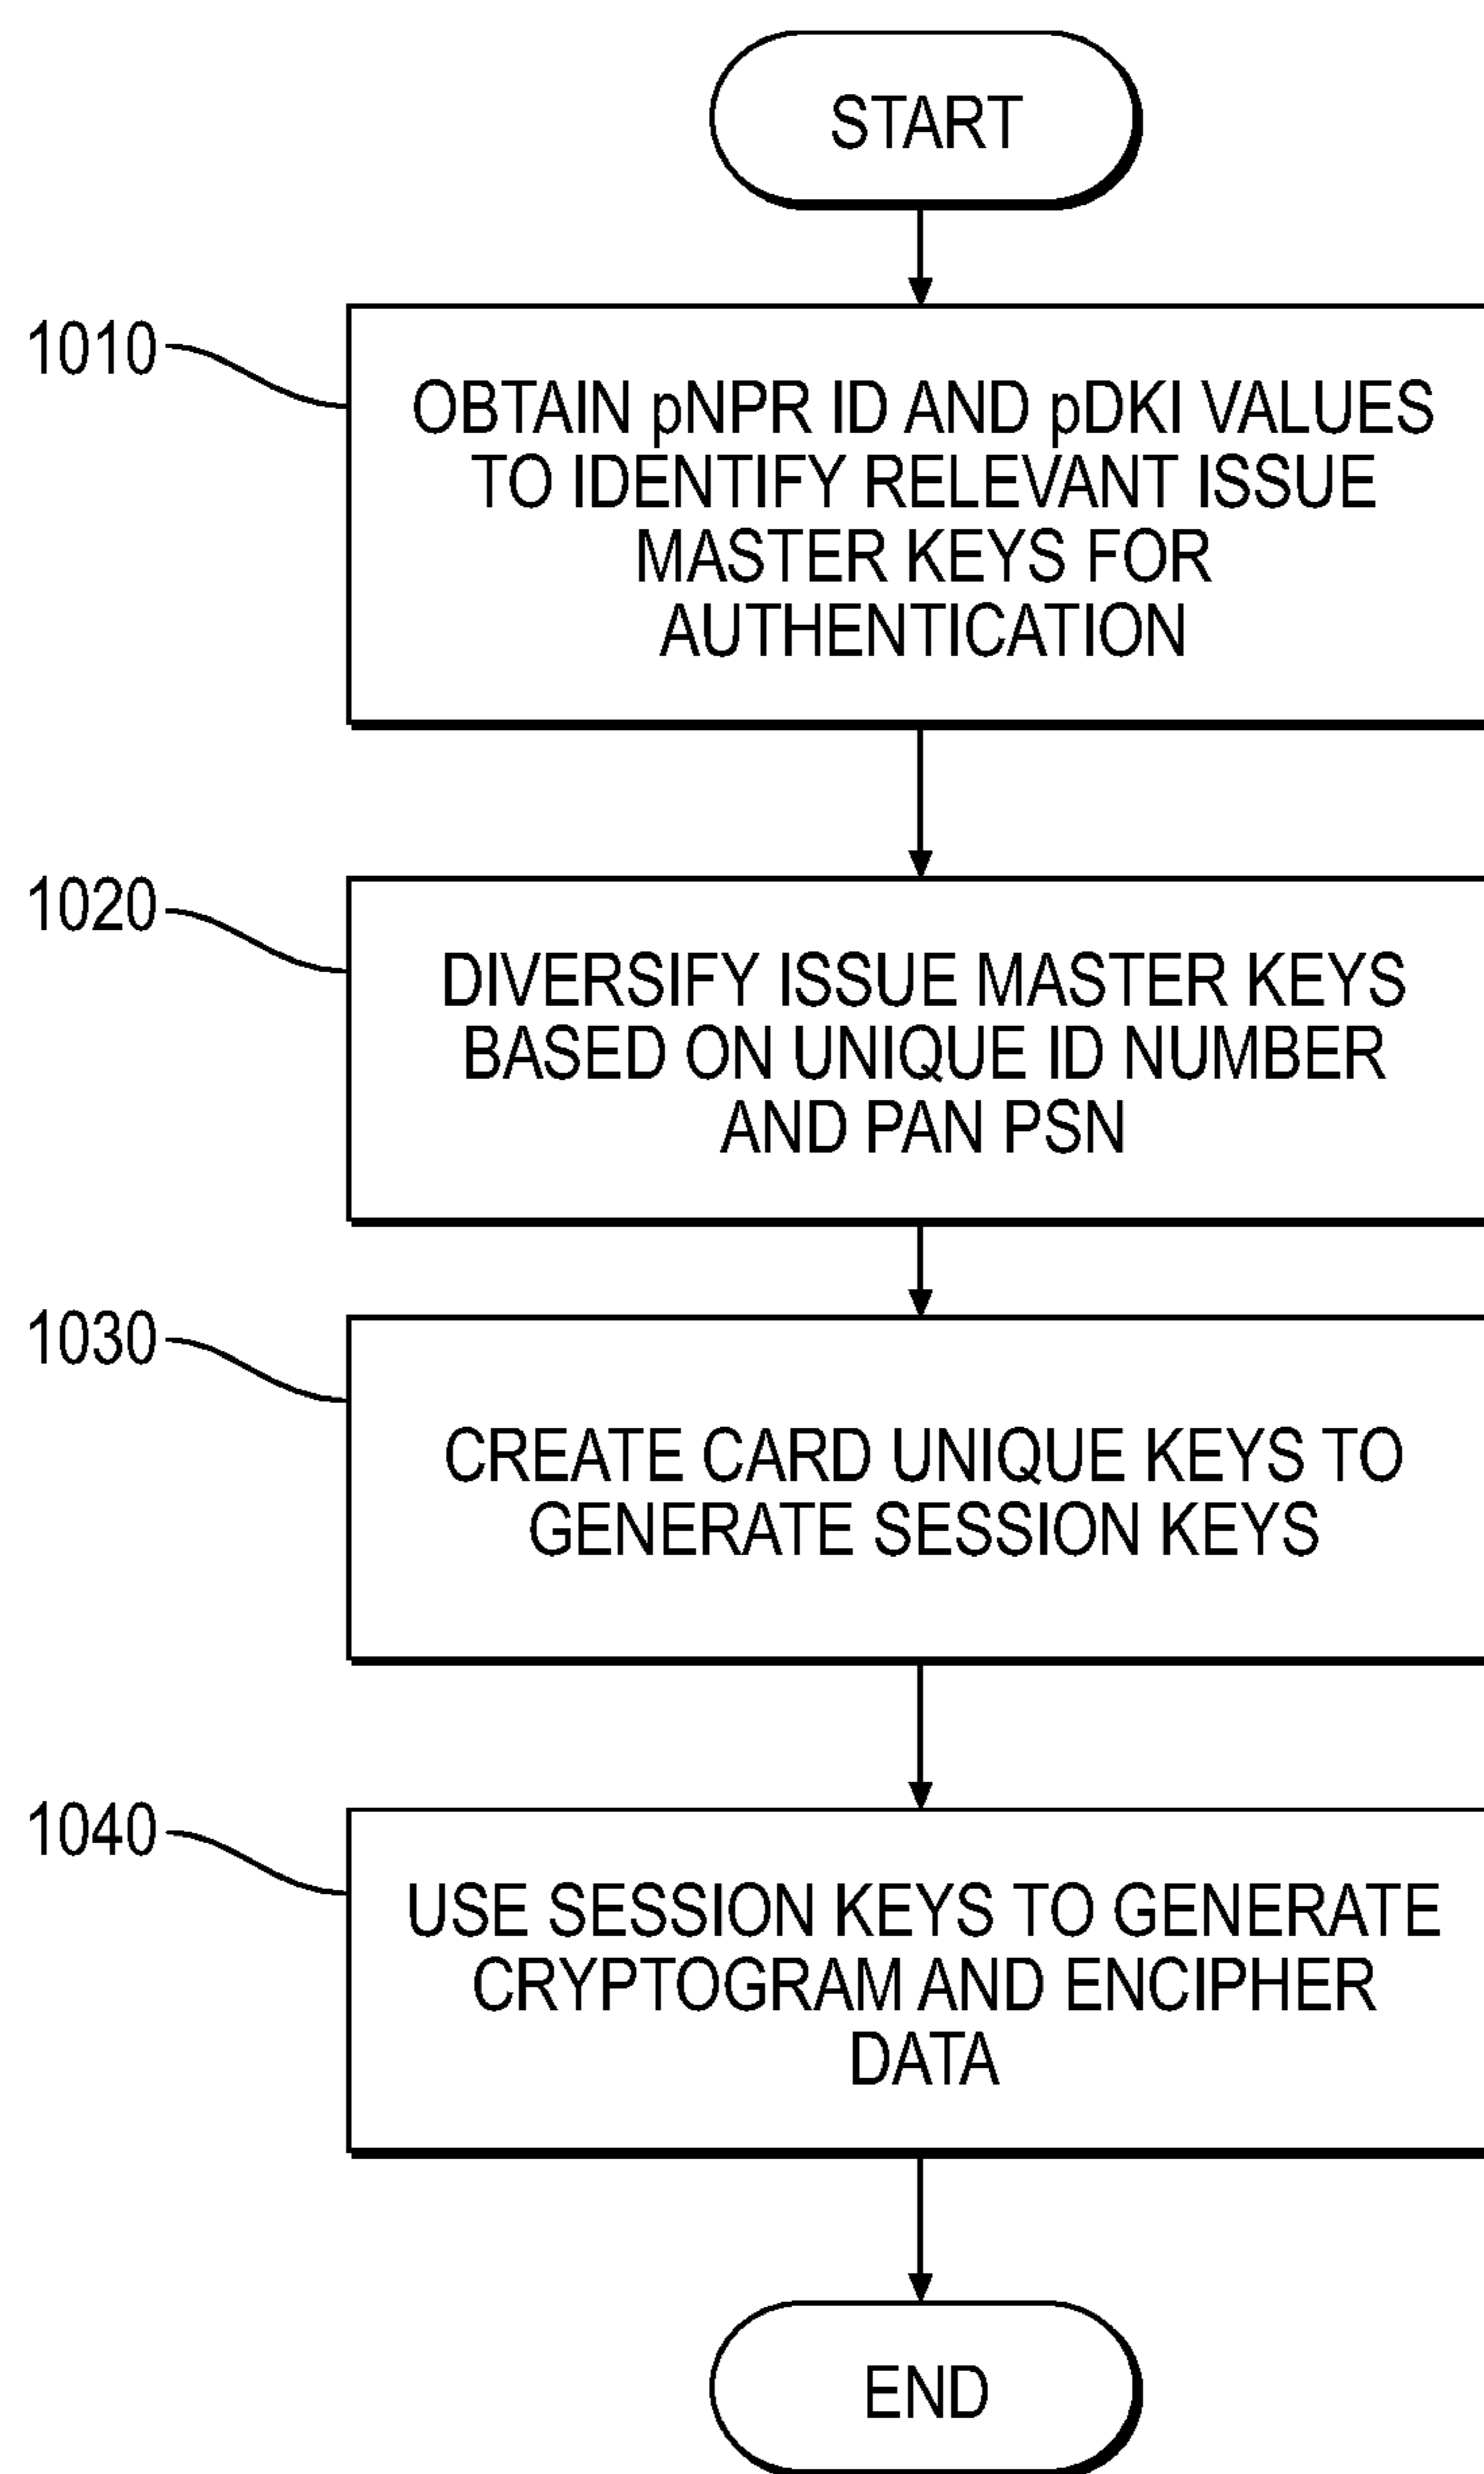 START
1010
OBTAIN pNPR ID AND pDKI VALUES
TO IDENTIFY RELEVANT ISSUE
MASTER KEYS FOR
AUTHENTICATION
1020
DIVERSIFY ISSUE MASTER KEYS
BASED ON UNIQUE ID NUMBER
AND PAN PSN
1030
CREATE CARD UNIQUE KEYS TO
GENERATE SESSION KEYS
1040
USE SESSION KEYS TO GENERATE
CRYPTOGRAM AND ENCIPHER
DATA
END